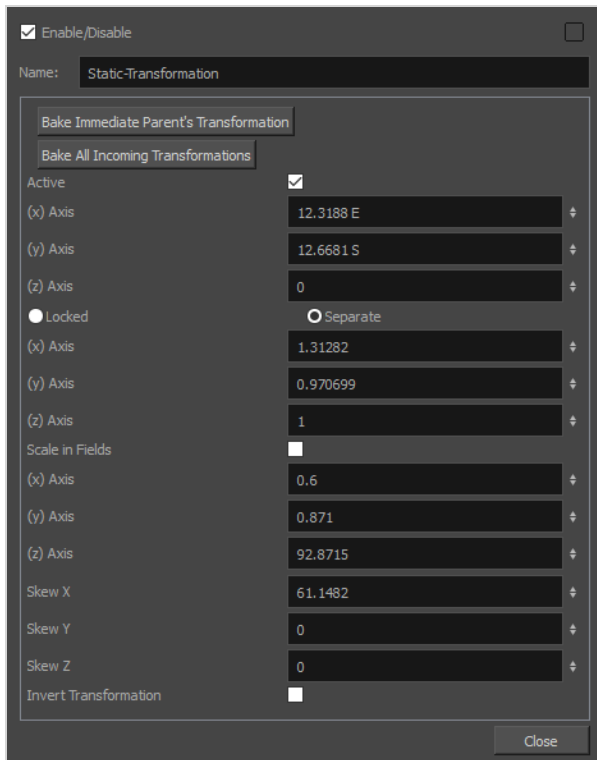 Enable/Disable
Name: Static-Transformation
Bake Immediate Parent's Transformation
Bake All Incoming Transformations
Active
(x) Axis 12.3188 E
(y) Axis 12.6681 S
(z) Axis 0
Locked Separate
(x) Axis 1.31282
(y) Axis 0.970699
(z) Axis 1
Scale in Fields
(x) Axis 0.6
(y) Axis 0.871
(z) Axis 92.8715
Skew X 61.1482
Skew Y 0
Skew Z 0
Invert Transformation
Close